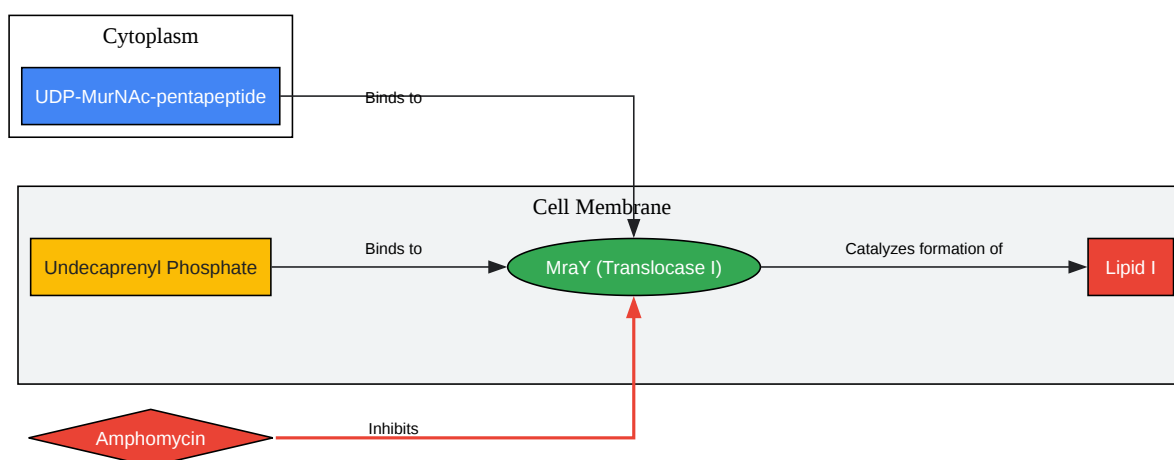 Cytoplasm
UDP-MurNAc-pentapeptide
Binds to
Cell Membrane
Undecaprenyl Phosphate
Binds to
MraY (Translocase I)
Catalyzes formation of
Lipid I
Amphomycin
Inhibits